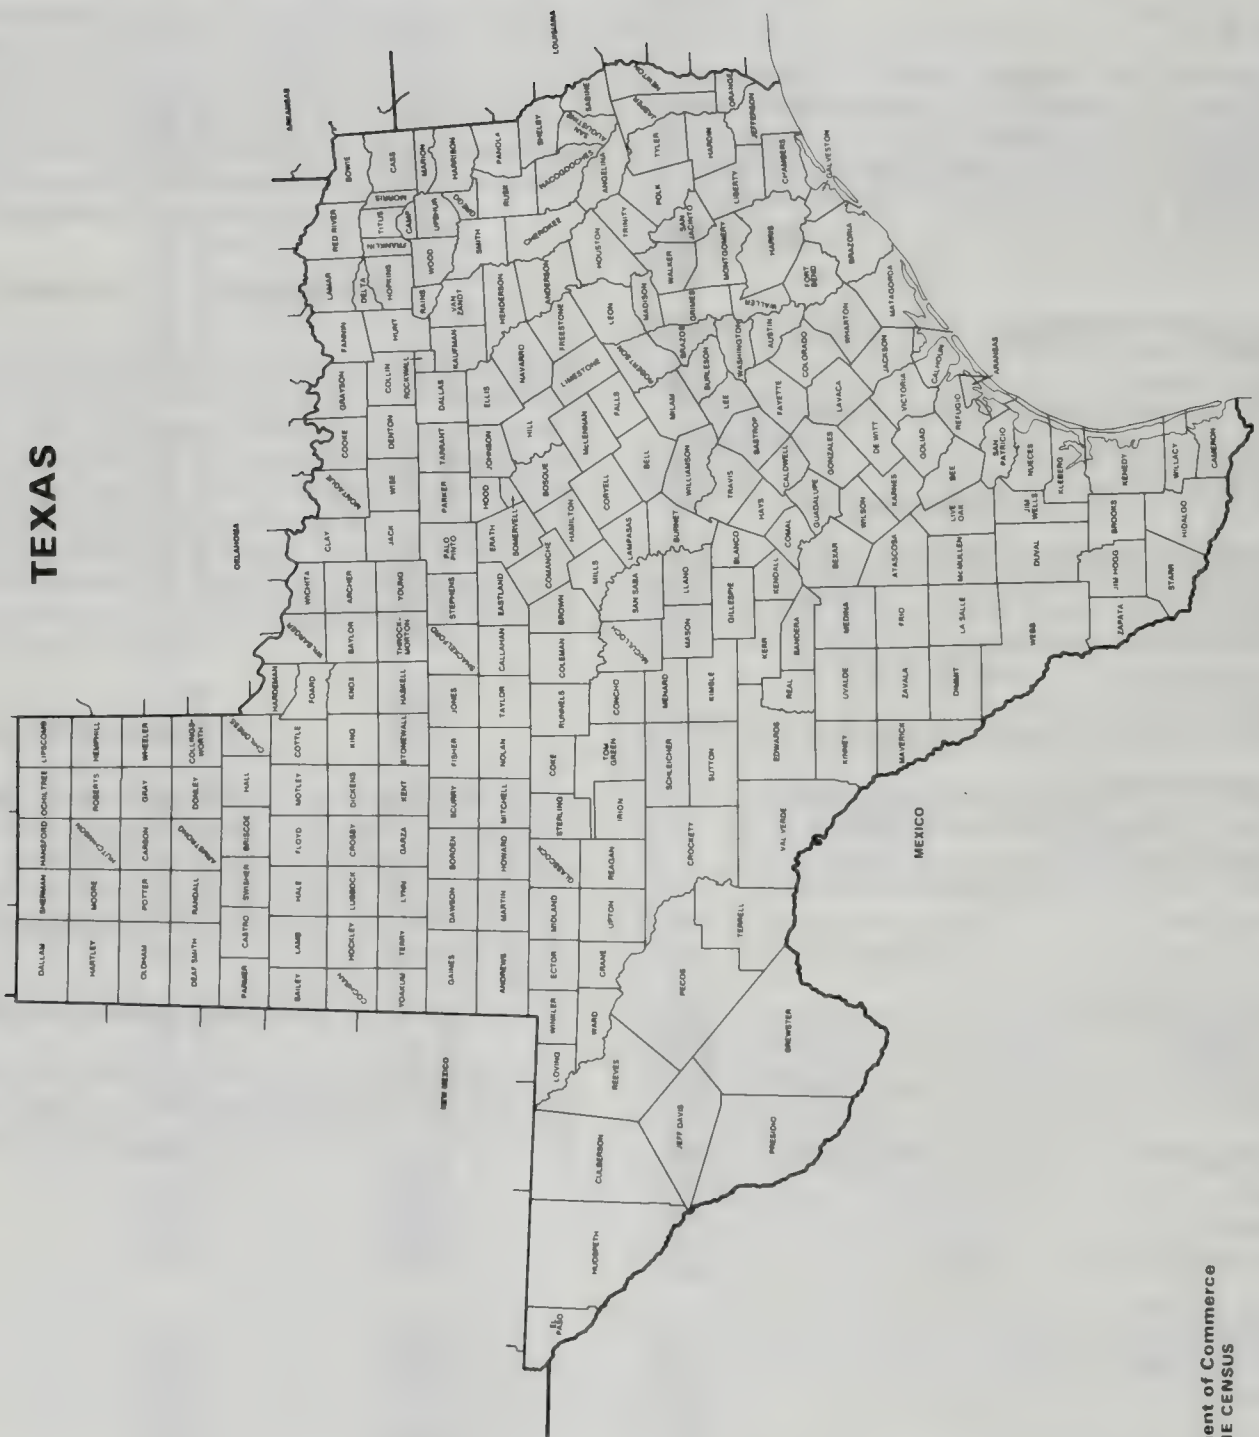 TEXAS
ARKANSAS
LOUISIANA
OKLAHOMA
NEW MEXICO
MEXICO
DALLAM
SHERMAN
HANSFORD
OCHILTREE
LIPSCOMB
HARTLEY
MOORE
HUTCHINSON
ROBERTS
HEMPHILL
OLDHAM
POTTER
CARSON
GRAY
WHEELER
DEAF SMITH
RANDALL
ARMSTRONG
DONLEY
COLLINGS-
WORTH
PARMER
CASTRO
SWISHER
BRISCOE
HALL
CHILDRESS
BAILEY
LAMB
HALE
FLOYD
MOTLEY
COTTLE
HARDEMAN
FOARD
WILBARGER
WICHITA
CLAY
MONTAGUE
COOKE
GRAYSON
FANNIN
LAMAR
RED RIVER
BOWIE
COCHRAN
HOCKLEY
LUBBOCK
CROSBY
DICKENS
KING
KNOX
BAYLOR
ARCHER
JACK
WISE
DENTON
COLLIN
ROCKWALL
HUNT
DELTA
HOPKINS
FRANKLIN
TITUS
MORRIS
CASS
YOAKUM
TERRY
LYNN
GARZA
KENT
STONEWALL
HASKELL
THROCK-
MORTON
YOUNG
PALO
PINTO
PARKER
TARRANT
DALLAS
KAUFMAN
VAN
ZANDT
RAINS
WOOD
CAMP
UPSHUR
MARION
HARRISON
GREGG
GAINES
DAWSON
BORDEN
SCURRY
FISHER
JONES
SHACKELFORD
STEPHENS
ANDREWS
MARTIN
HOWARD
MITCHELL
NOLAN
TAYLOR
CALLAHAN
EASTLAND
ERATH
HOOD
SOMERVELL
JOHNSON
ELLIS
HENDERSON
SMITH
RUSK
PANOLA
EL
PASO
HUDSPETH
CULBERSON
REEVES
LOVING
WINKLER
ECTOR
MIDLAND
GLASSCOCK
STERLING
COKE
RUNNELS
COLEMAN
BROWN
COMANCHE
HAMILTON
BOSQUE
HILL
NAVARRO
FREESTONE
ANDERSON
CHEROKEE
NACOGDOCHES
SHELBY
WARD
CRANE
UPTON
REAGAN
IRION
TOM
GREEN
CONCHO
McCULLOCH
SAN SABA
MILLS
LAMPASAS
CORYELL
McLENNAN
LIMESTONE
FALLS
LEON
HOUSTON
TRINITY
ANGELINA
SAN
AUGUSTINE
SABINE
JEFF DAVIS
PRESIDIO
BREWSTER
PECOS
TERRELL
CROCKETT
VAL VERDE
SCHLEICHER
SUTTON
EDWARDS
MENARD
KIMBLE
MASON
LLANO
BURNET
BELL
WILLIAMSON
MILAM
ROBERTSON
BRAZOS
MADISON
GRIMES
WALKER
SAN
JACINTO
POLK
TYLER
JASPER
NEWTON
HARDIN
ORANGE
JEFFERSON
LIBERTY
CHAMBERS
GALVESTON
HARRIS
MONTGOMERY
WALLER
WASHINGTON
BURLESON
LEE
BASTROP
TRAVIS
HAYS
BLANCO
GILLESPIE
KERR
REAL
BANDERA
KENDALL
COMAL
CALDWELL
GUADALUPE
FAYETTE
AUSTIN
COLORADO
FORT
BEND
BRAZORIA
WHARTON
MATAGORDA
JACKSON
LAVACA
GONZALES
DE WITT
VICTORIA
CALHOUN
ARANSAS
REFUGIO
GOLIAD
KARNES
WILSON
BEXAR
MEDINA
UVALDE
KINNEY
MAVERICK
ZAVALA
FRIO
ATASCOSA
DIMMIT
LA SALLE
McMULLEN
LIVE
OAK
BEE
SAN
PATRICIO
NUECES
JIM
WELLS
DUVAL
WEBB
KLEBERG
KENEDY
BROOKS
JIM HOGG
ZAPATA
STARR
HIDALGO
WILLACY
CAMERON
ent of Commerce
HE CENSUS